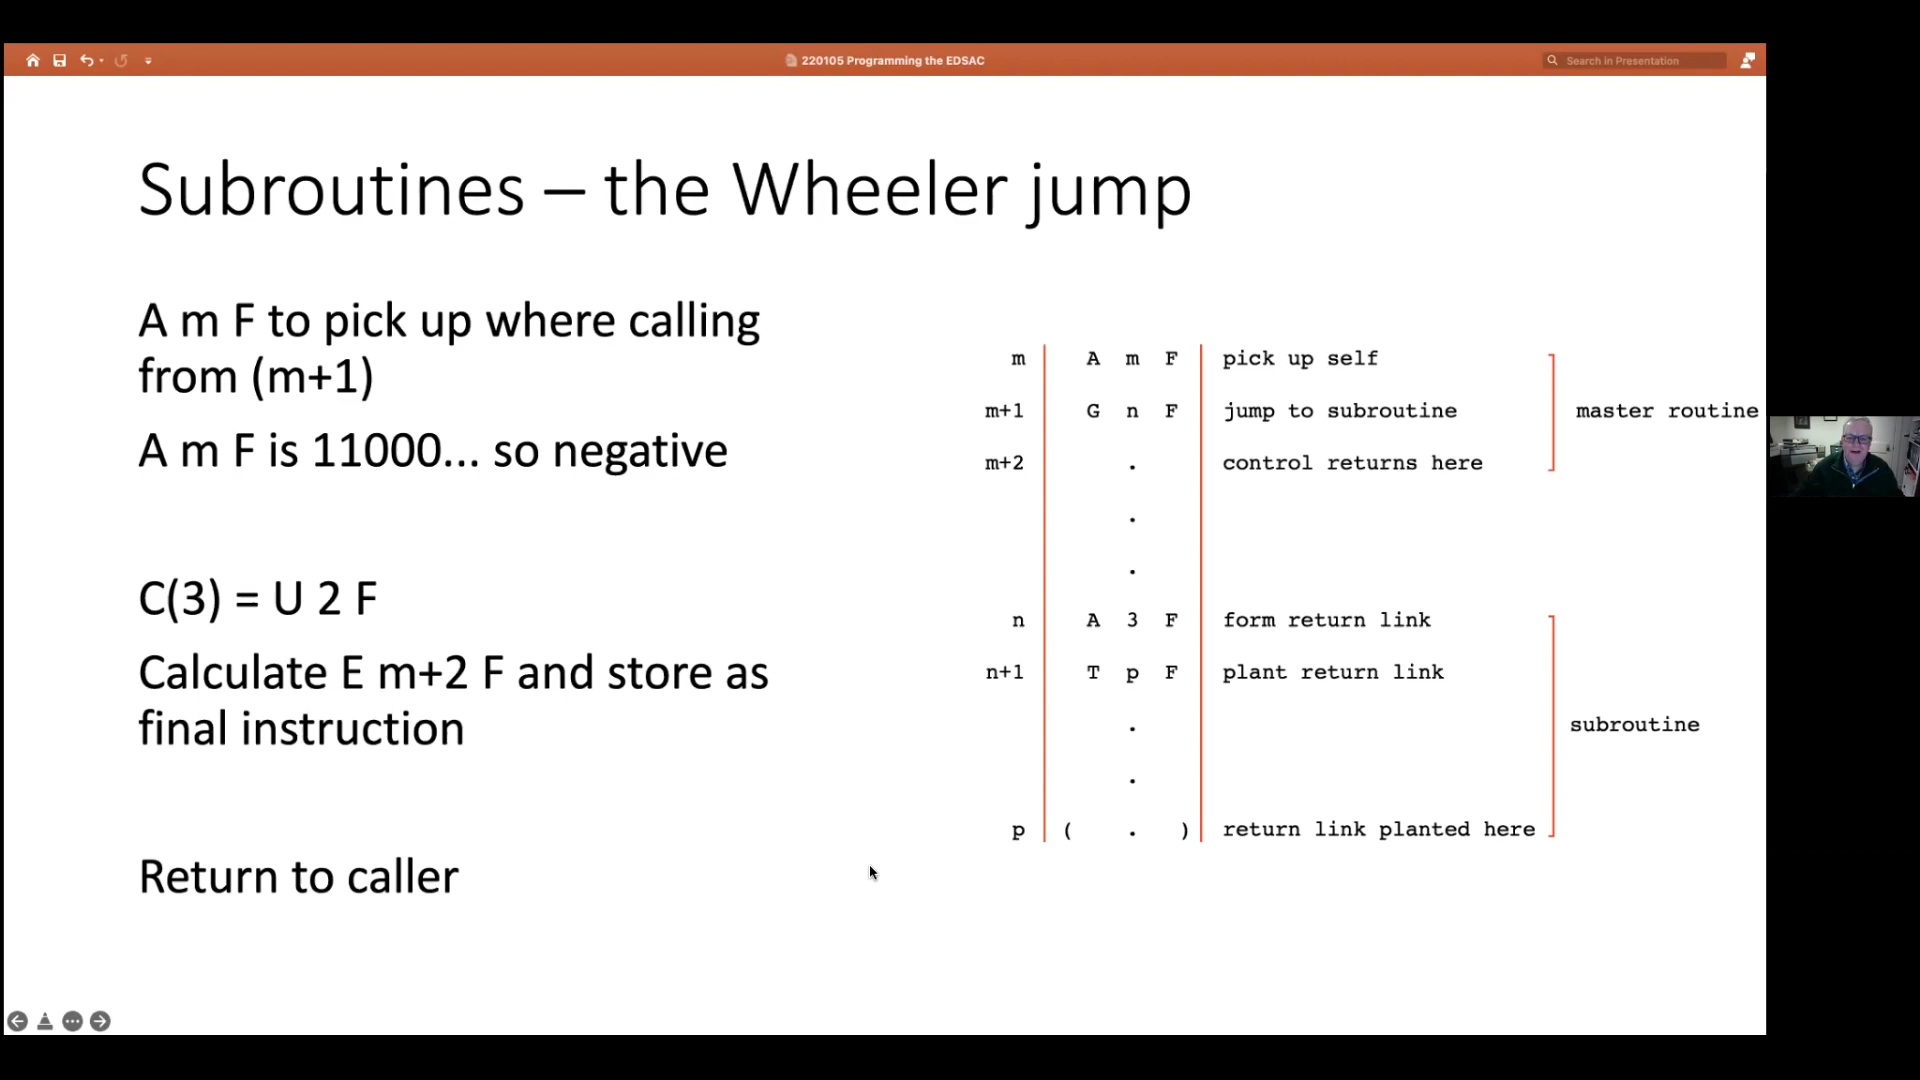 220105 Programming the EDSAC
Search in Presentation
Subroutines – the Wheeler jump
A m F to pick up where calling
from (m+1)
A m F is 11000... so negative
C(3) = U 2 F
Calculate E m+2 F and store as
final instruction
Return to caller
m A m F pick up self
m+1 G n F jump to subroutine master routine
m+2 . control returns here
.
.
n A 3 F form return link
n+1 T p F plant return link
. subroutine
.
p ( . ) return link planted here